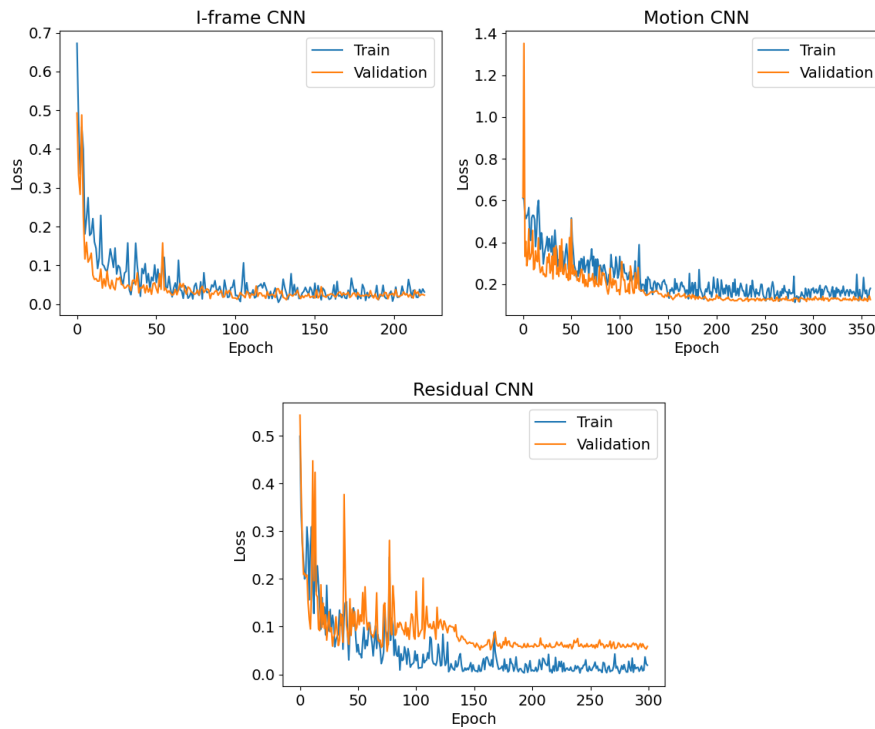 I-frame CNN
0.7
0.6
0.5
0.4
0.3
0.2
0.1
0.0
Loss
Train
Validation
0 50 100 150 200
Epoch
Motion CNN
1.4
1.2
1.0
0.8
0.6
0.4
0.2
Loss
Train
Validation
0 50 100 150 200 250 300 350
Epoch
Residual CNN
0.5
0.4
0.3
0.2
0.1
0.0
Loss
Train
Validation
0 50 100 150 200 250 300
Epoch